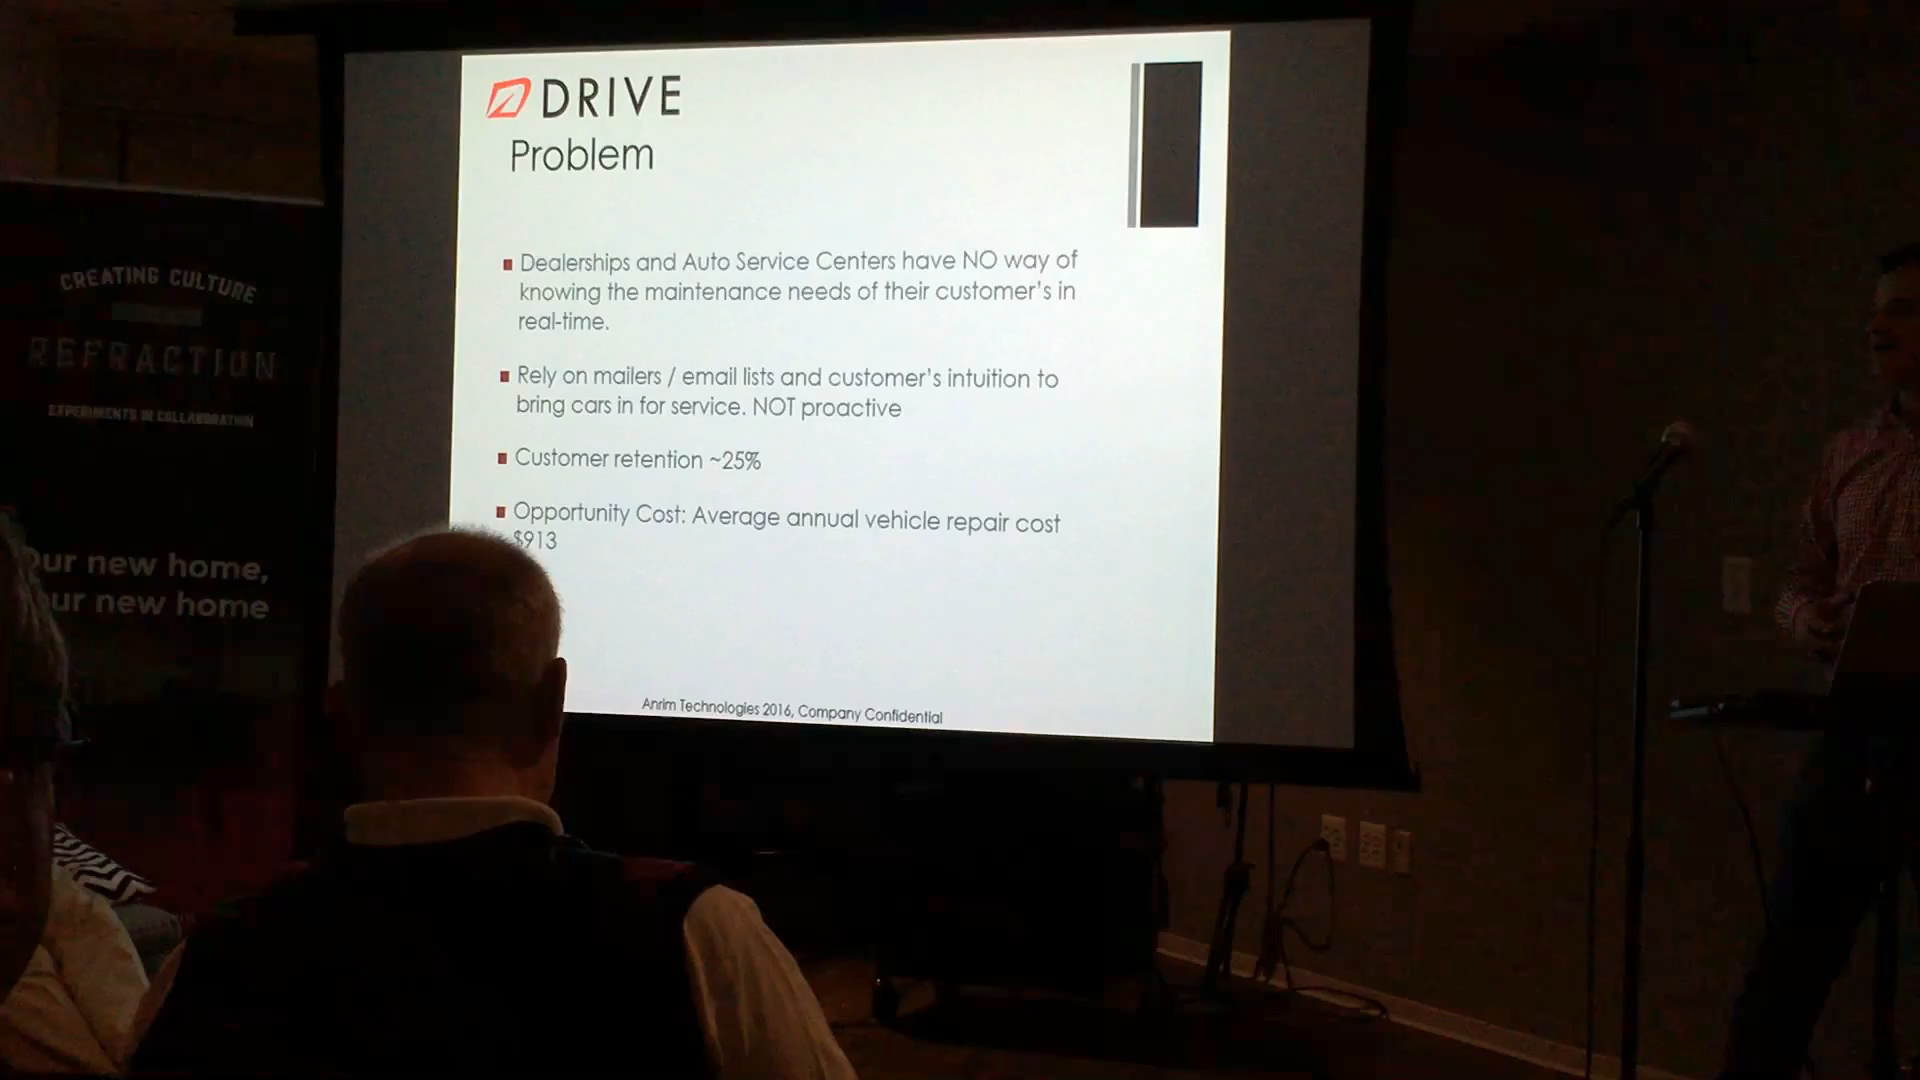 DRIVE
Problem
Dealerships and Auto Service Centers have NO way of
knowing the maintenance needs of their customer's in
real-time.
Rely on mailers / email lists and customer's intuition to
bring cars in for service. NOT proactive
Customer retention ~25%
Opportunity Cost: Average annual vehicle repair cost
$913
Anrim Technologies 2016, Company Confidential
CREATING CULTURE
REFRACTION
EXPERIMENTS IN COLLABORATION
ur new home,
ur new home